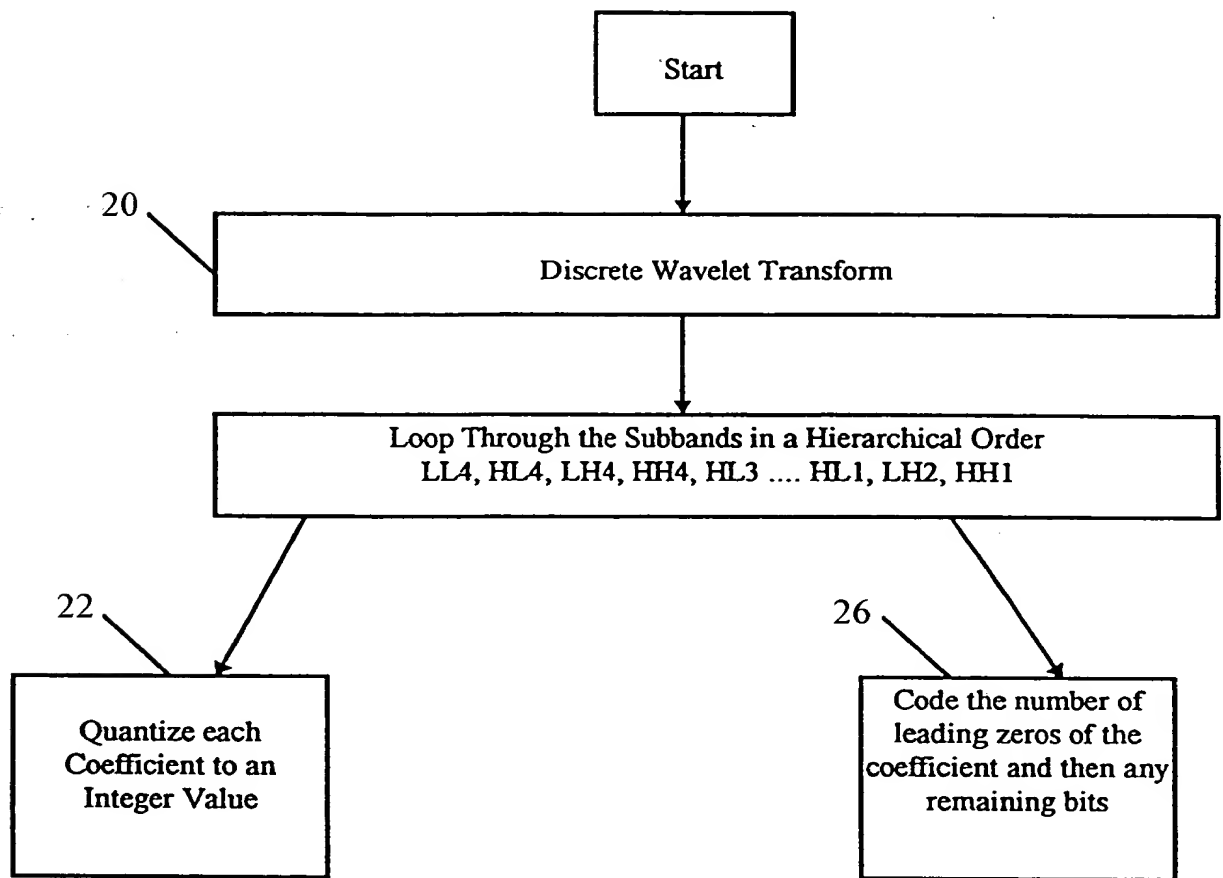 Start
20
Discrete Wavelet Transform
Loop Through the Subbands in a Hierarchical Order
LL4, HL4, LH4, HH4, HL3 .... HL1, LH2, HH1
22
26
Quantize each
Coefficient to an
Integer Value
Code the number of
leading zeros of the
coefficient and then any
remaining bits